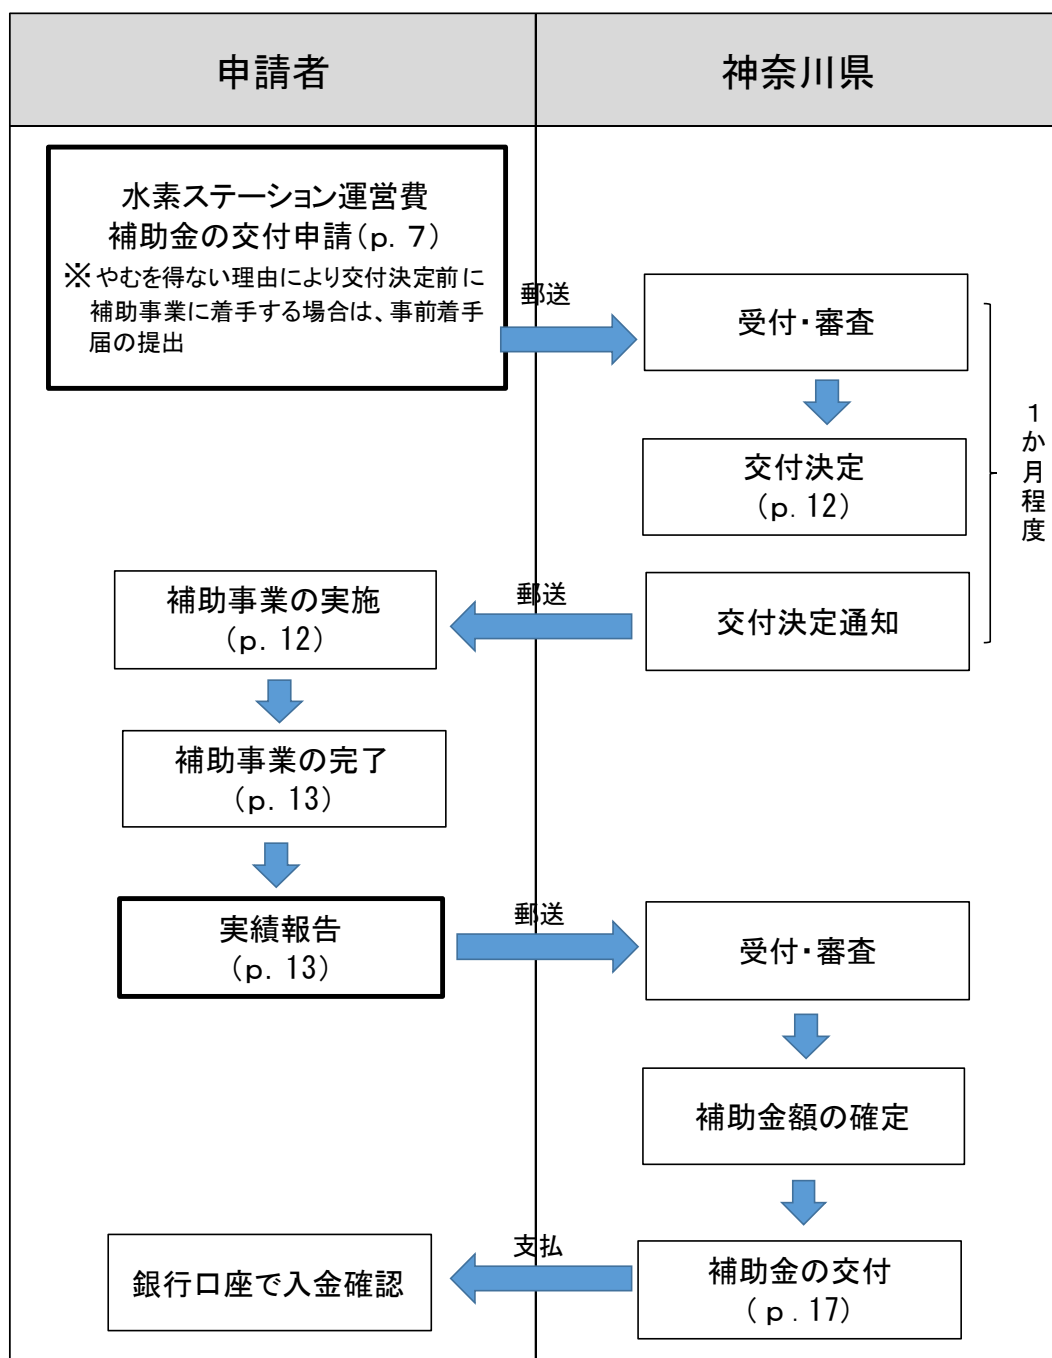 申請者
神奈川県
水素ステーション運営費
補助金の交付申請(p. 7)
※ やむを得ない理由により交付決定前に
補助事業に着手する場合は、事前着手
届の提出
郵送
受付・審査
交付決定
(p. 12)
1か月程度
交付決定通知
郵送
補助事業の実施
(p. 12)
補助事業の完了
(p. 13)
実績報告
(p. 13)
郵送
受付・審査
補助金額の確定
補助金の交付
(p.17)
支払
銀行口座で入金確認